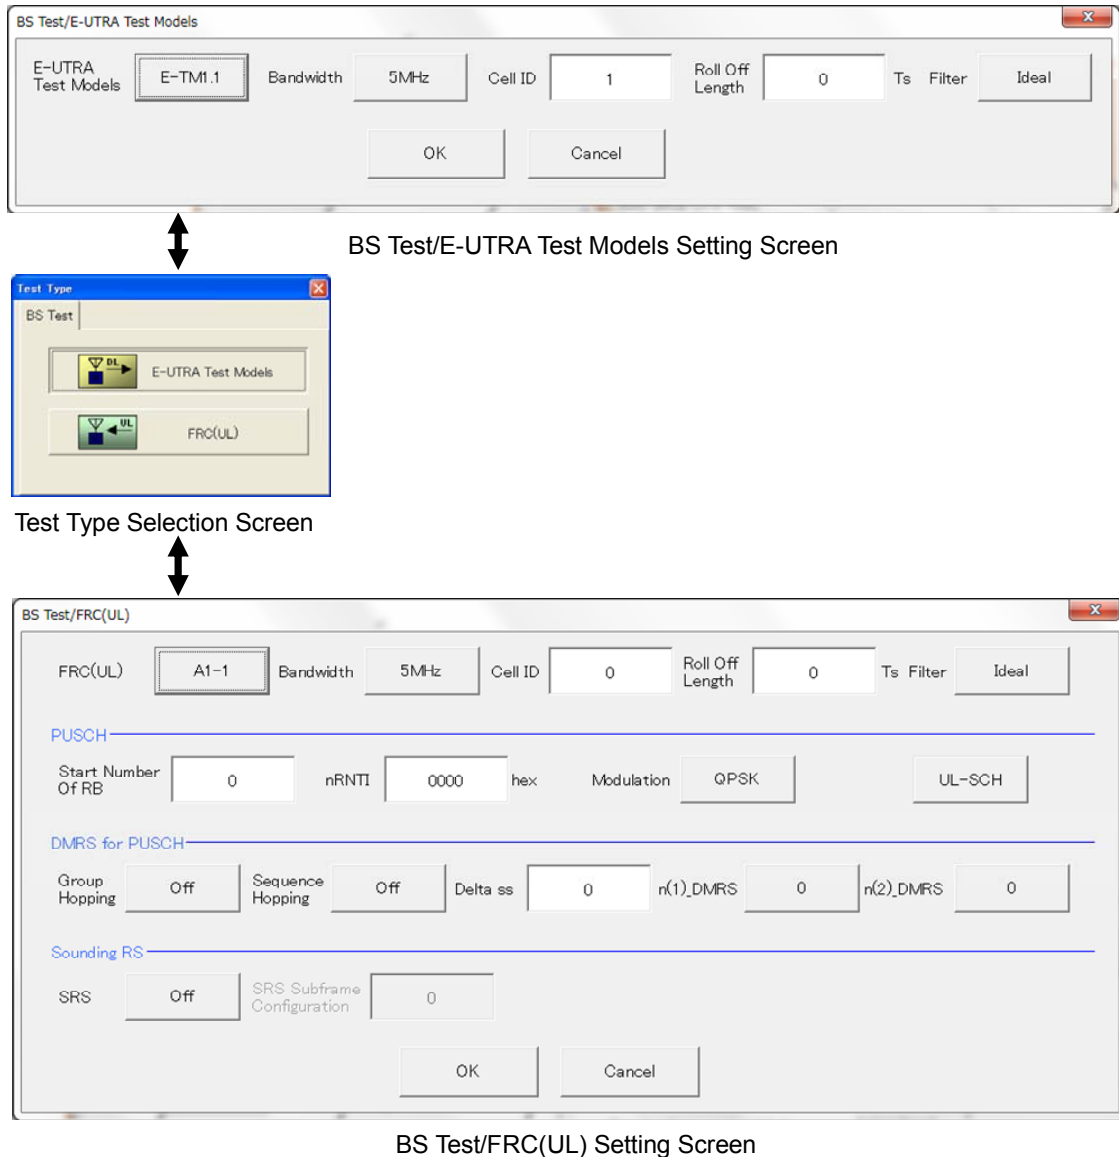 BS Test/E-UTRA Test Models
E-UTRA Test Models E-TM1.1 Bandwidth 5MHz Cell ID 1 Roll Off Length 0 Ts Filter Ideal
OK Cancel
BS Test/E-UTRA Test Models Setting Screen
Test Type
BS Test
DL E-UTRA Test Models
UL FRC(UL)
Test Type Selection Screen
BS Test/FRC(UL)
FRC(UL) A1-1 Bandwidth 5MHz Cell ID 0 Roll Off Length 0 Ts Filter Ideal
PUSCH
Start Number Of RB 0 nRNTI 0000 hex Modulation QPSK UL-SCH
DMRS for PUSCH
Group Hopping Off Sequence Hopping Off Delta ss 0 n(1)_DMRS 0 n(2)_DMRS 0
Sounding RS
SRS Off SRS Subframe Configuration 0
OK Cancel
BS Test/FRC(UL) Setting Screen